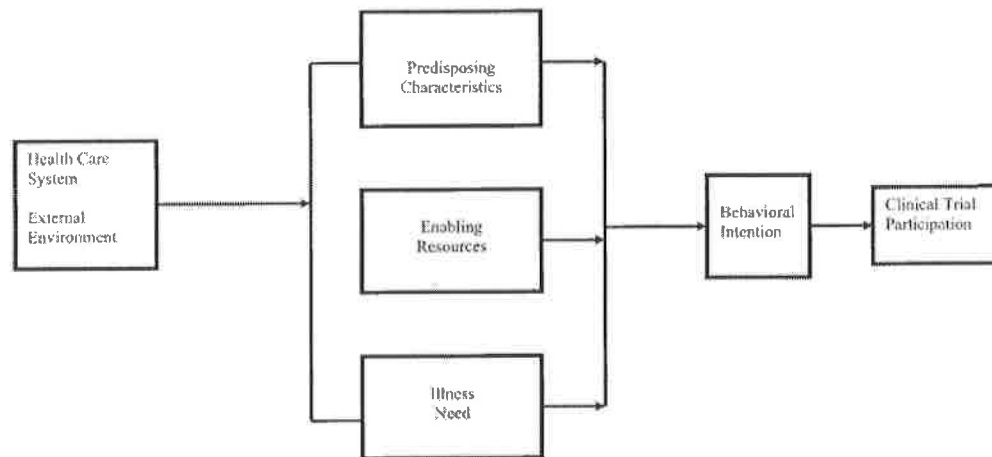 Health Care
System
External
Environment
Predisposing
Characteristics
Enabling
Resources
Illness
Need
Behavioral
Intention
Clinical Trial
Participation